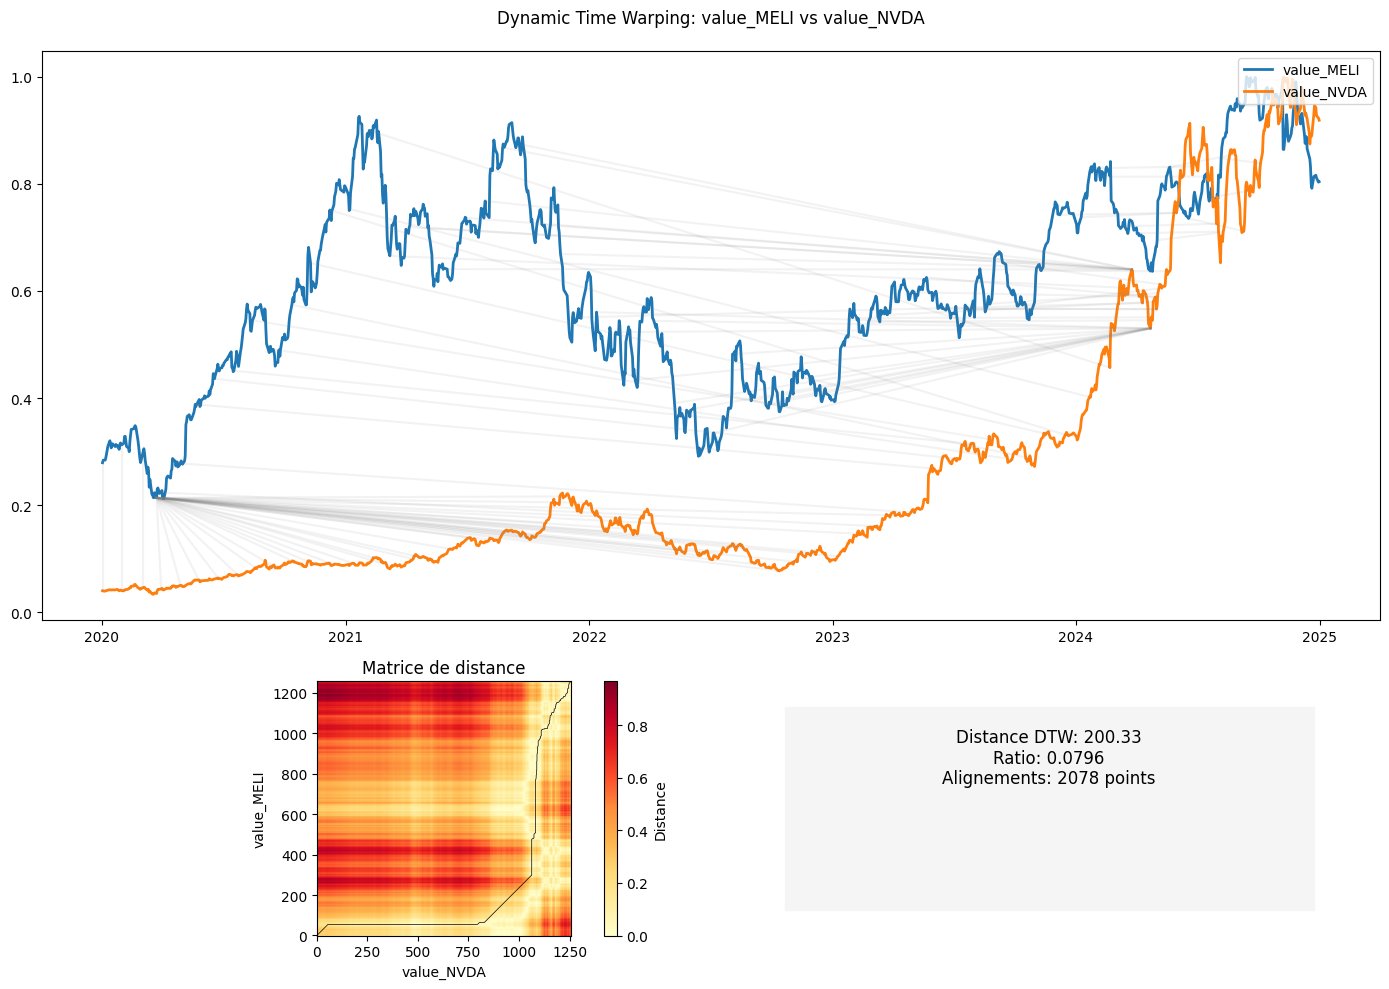 Dynamic Time Warping: value_MELI vs value_NVDA
value_MELI
value_NVDA
1.0
0.8
0.6
0.4
0.2
0.0
2020 2021 2022 2023 2024 2025
Matrice de distance
1200
1000
800
600
400
200
0
value_MELI
0 250 500 750 1000 1250
value_NVDA
0.8
0.6
0.4
0.2
0.0
Distance
Distance DTW: 200.33
Ratio: 0.0796
Alignements: 2078 points